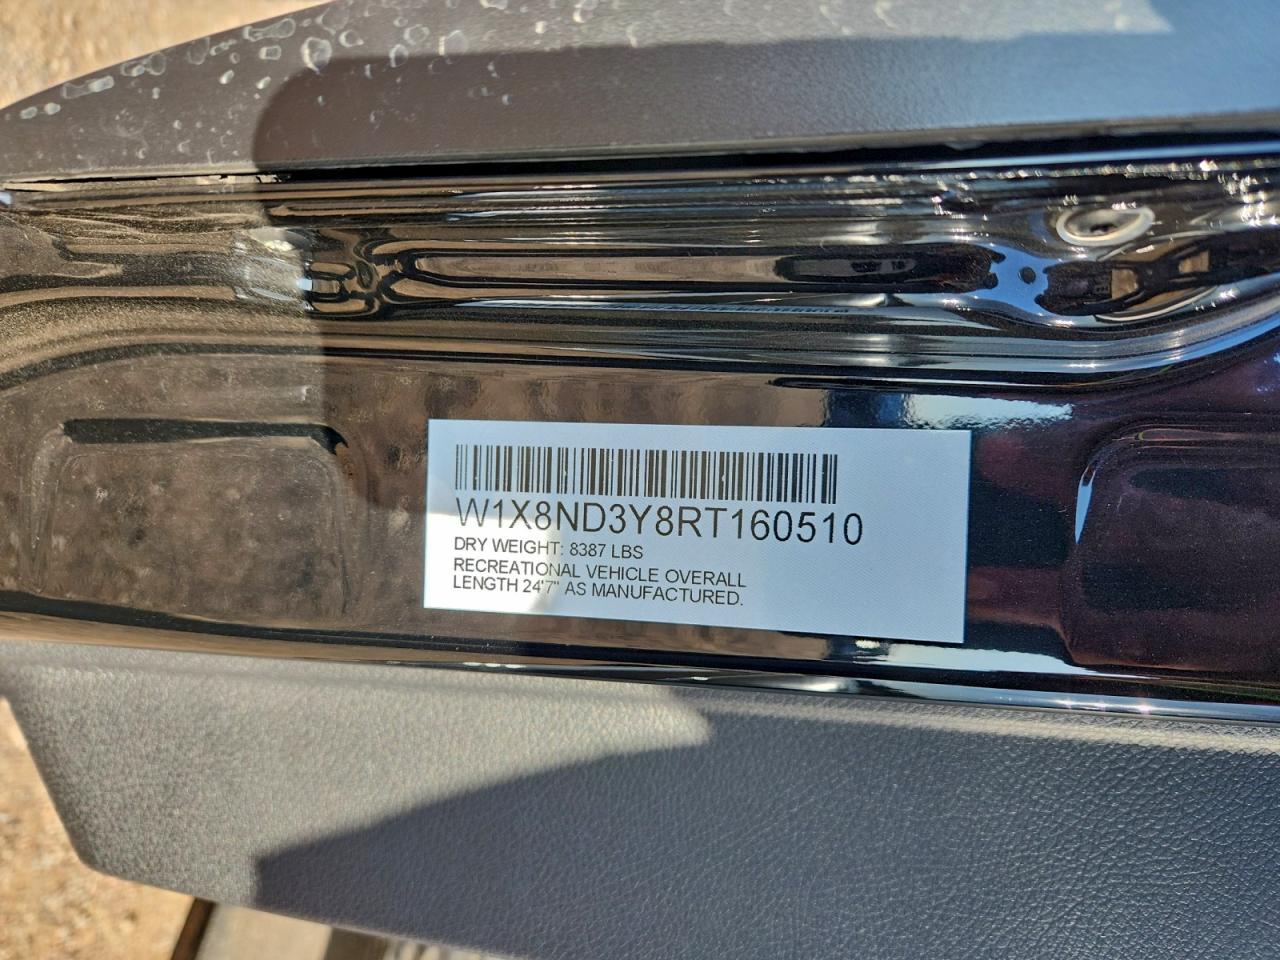 W1X8ND3Y8RT160510
DRY WEIGHT: 8387 LBS
RECREATIONAL VEHICLE OVERALL
LENGTH 24'7" AS MANUFACTURED.